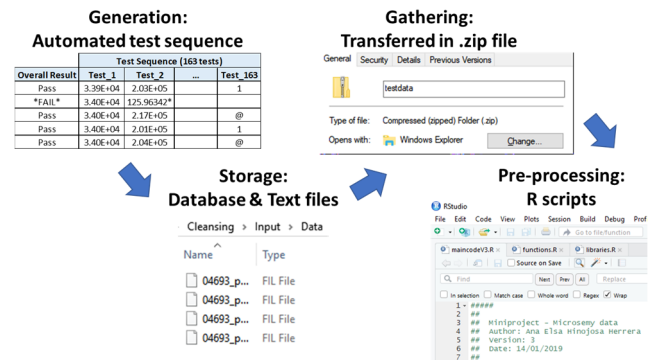 Generation:
Automated test sequence
Test Sequence (163 tests)
Overall Result Test_1 Test_2 ... Test_163
Pass 3.39E+04 2.03E+05 1
*FAIL* 3.40E+04 125.96342*
Pass 3.40E+04 2.17E+05 @
Pass 3.40E+04 2.01E+05 1
Pass 3.40E+04 2.04E+05 @
Gathering:
Transferred in .zip file
General Security Details Previous Versions
testdata
Type of file: Compressed (zipped) Folder (.zip)
Opens with: Windows Explorer Change...
Storage:
Database & Text files
Cleansing > Input > Data
Name Type
04693_p... FIL File
04693_p... FIL File
04693_p... FIL File
04693_p... FIL File
Pre-processing:
R scripts
RStudio
File Edit Code View Plots Session Build Debug Prof
Go to file/function
maincodeV3.R functions.R libraries.R
Source on Save
Find Next Prev All Replace
In selection Match case Whole word Regex Wrap
1 #####
2 ##
3 ## Miniproject - Microsemy data
4 ## Author: Ana Elsa Hinojosa Herrera
5 ## Version: 3
6 ## Date: 14/01/2019
7 ##